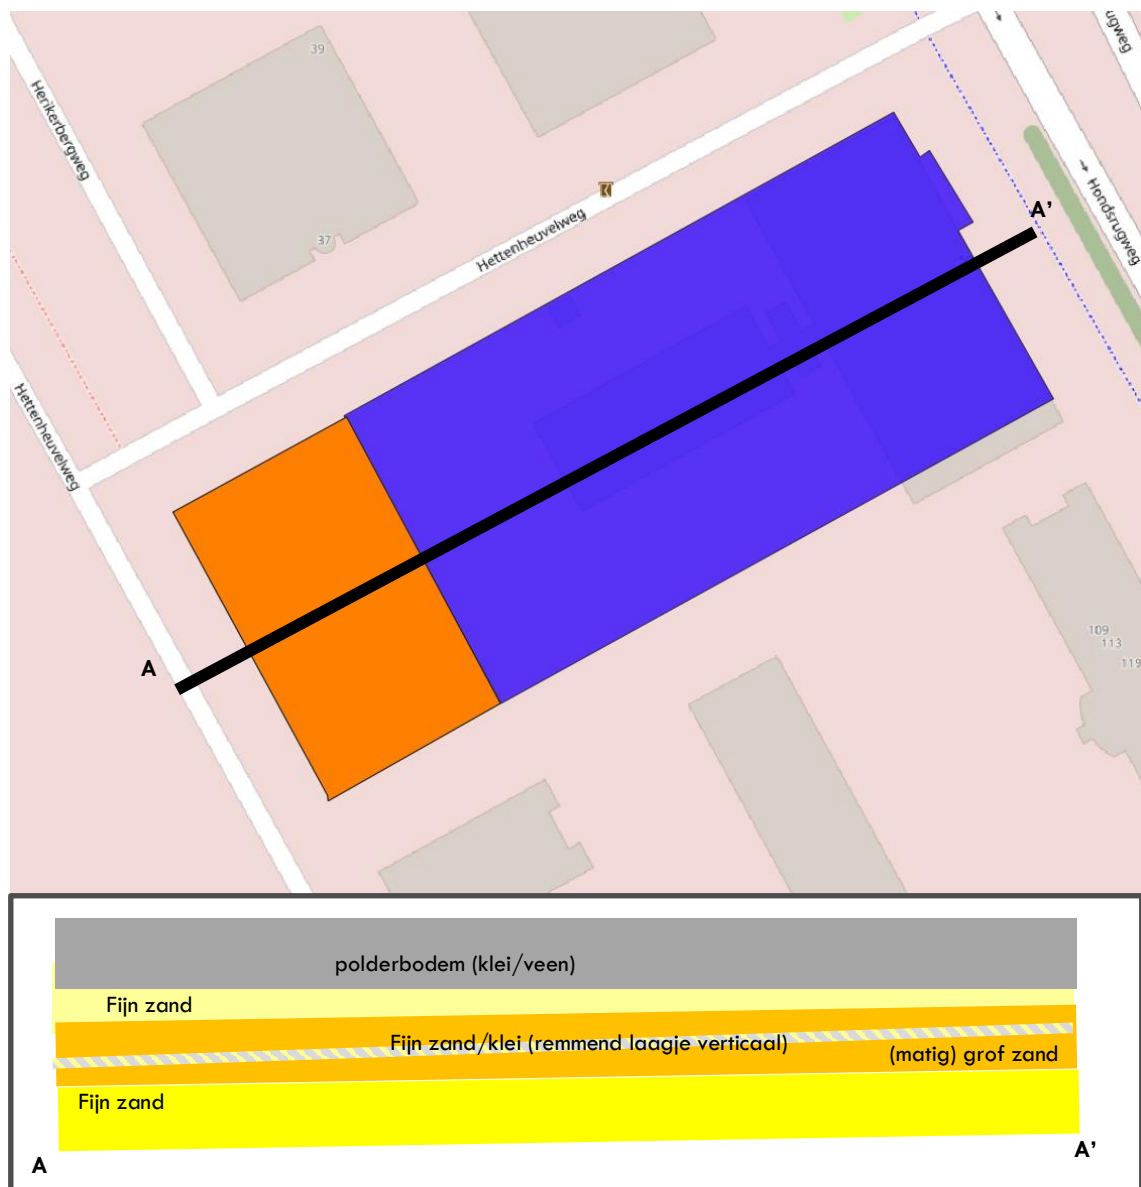 ugweg
39
Herikerbergweg
Hondsrugweg
A'
37
Hettenheuvelweg
Hettenheuvelweg
109
113
119
A
polderbodem (klei/veen)
Fijn zand
Fijn zand/klei (remmend laagje verticaal)
(matig) grof zand
Fijn zand
A
A'